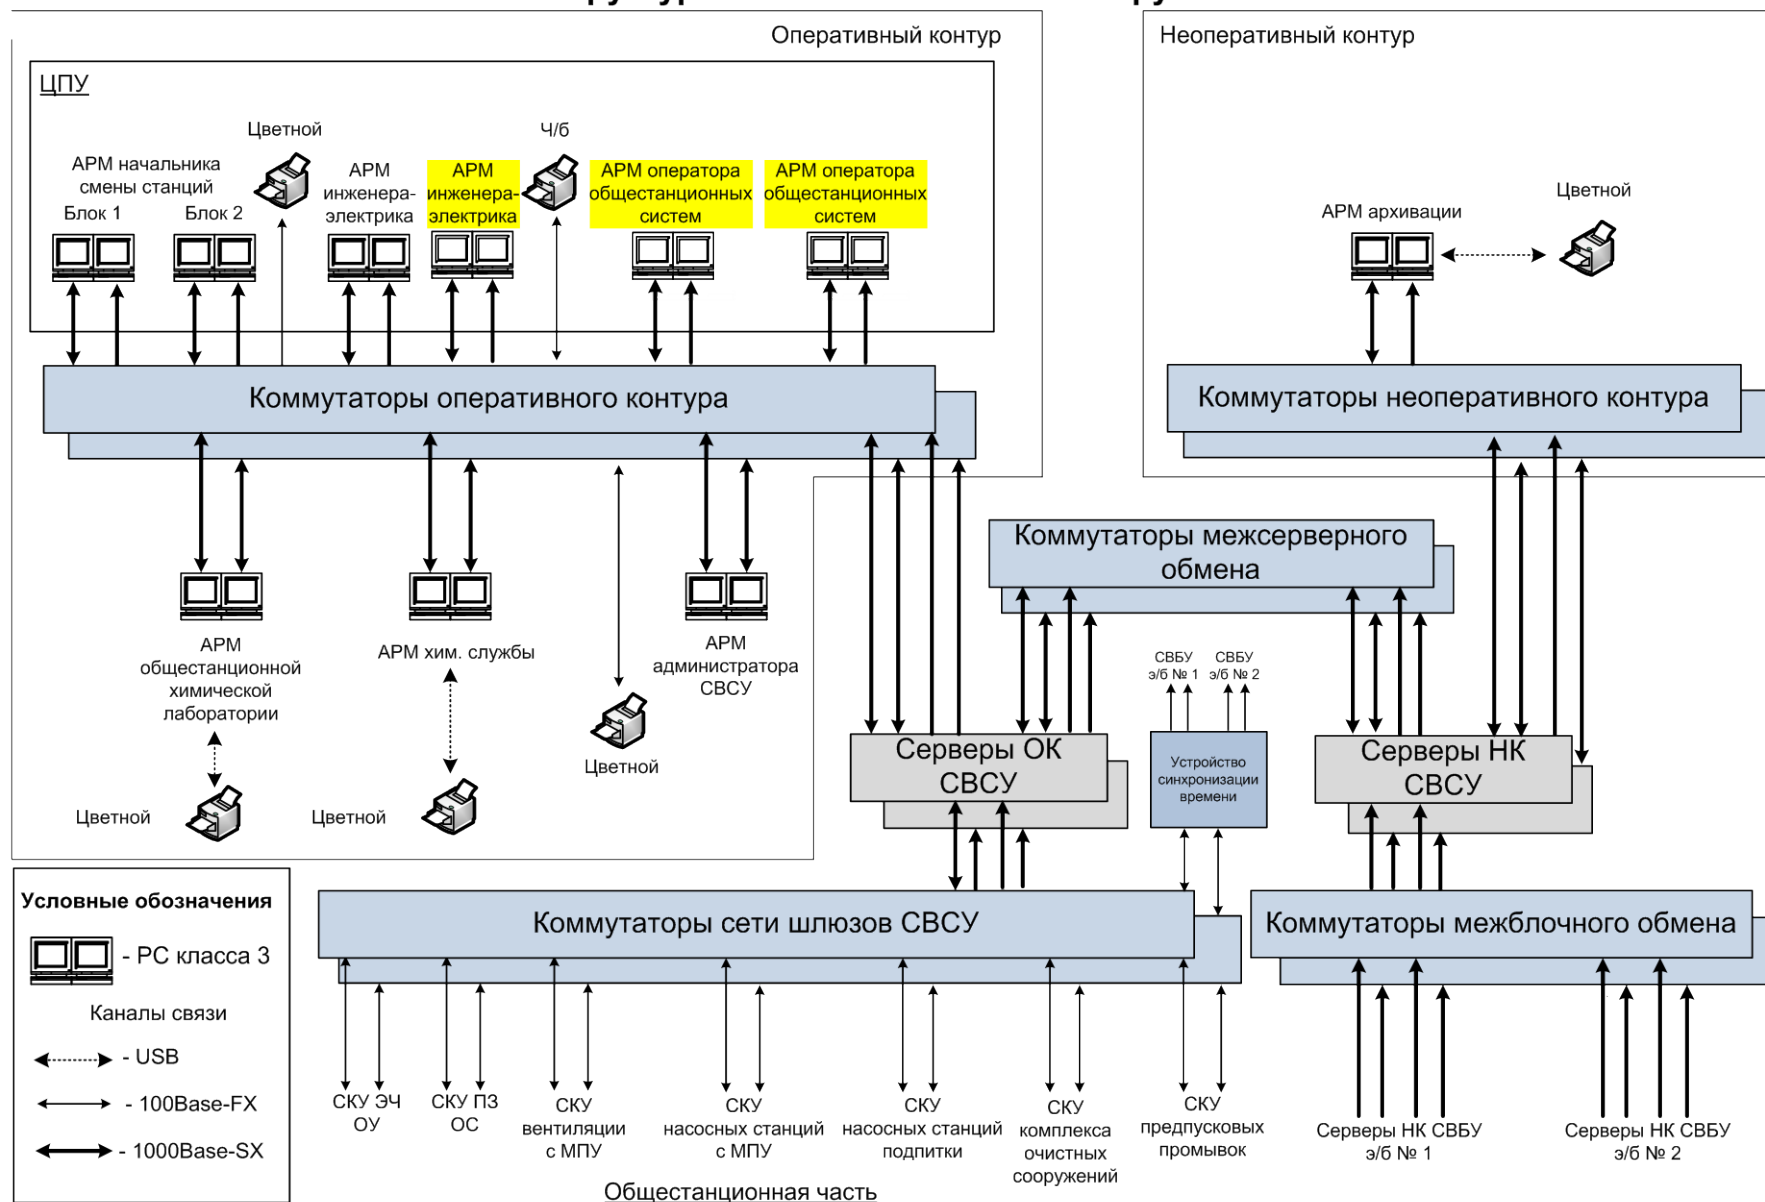 Оперативный контур
Неоперативный контур
ЦПУ
Цветной
Ч/б
АРМ начальника
смены станций
Блок 1
Блок 2
АРМ
инженера-
электрика
АРМ
инженера-
электрика
АРМ оператора
общестанционных
систем
АРМ оператора
общестанционных
систем
АРМ архивации
Цветной
Коммутаторы оперативного контура
Коммутаторы неоперативного контура
Коммутаторы межсерверного
обмена
АРМ
общестанционной
химической
лаборатории
АРМ хим. службы
АРМ
администратора
СВСУ
Цветной
Цветной
Цветной
СВБУ
э/б № 1
СВБУ
э/б № 2
Серверы ОК
СВСУ
Устройство
синхронизации
времени
Серверы НК
СВСУ
Условные обозначения
- РС класса 3
Каналы связи
- USB
- 100Base-FX
- 1000Base-SX
Коммутаторы сети шлюзов СВСУ
Коммутаторы межблочного обмена
СКУ ЭЧ
ОУ
СКУ ПЗ
ОС
СКУ
вентиляции
с МПУ
СКУ
насосных станций
с МПУ
СКУ
насосных станций
подпитки
СКУ
комплекса
очистных
сооружений
СКУ
предпусковых
промывок
Серверы НК СВБУ
э/б № 1
Серверы НК СВБУ
э/б № 2
Общестанционная часть